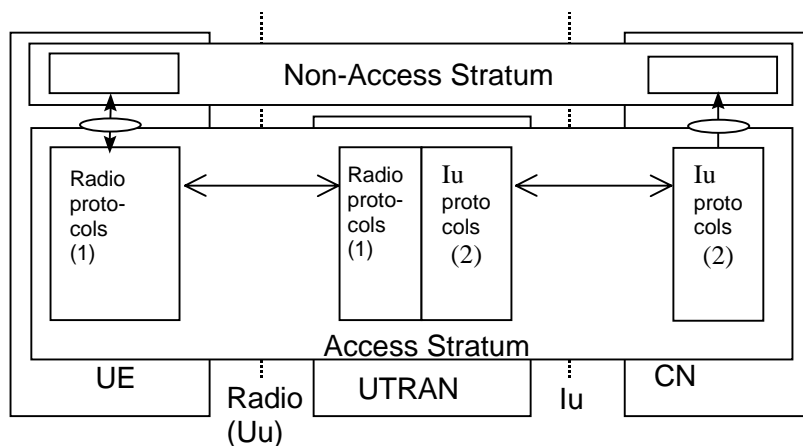 Non-Access Stratum
Radio
proto-
cols
(1)
Radio
proto-
cols
(1)
Iu
proto
cols
(2)
Iu
proto
cols
(2)
Access Stratum
UE
Radio
(Uu)
UTRAN
Iu
CN